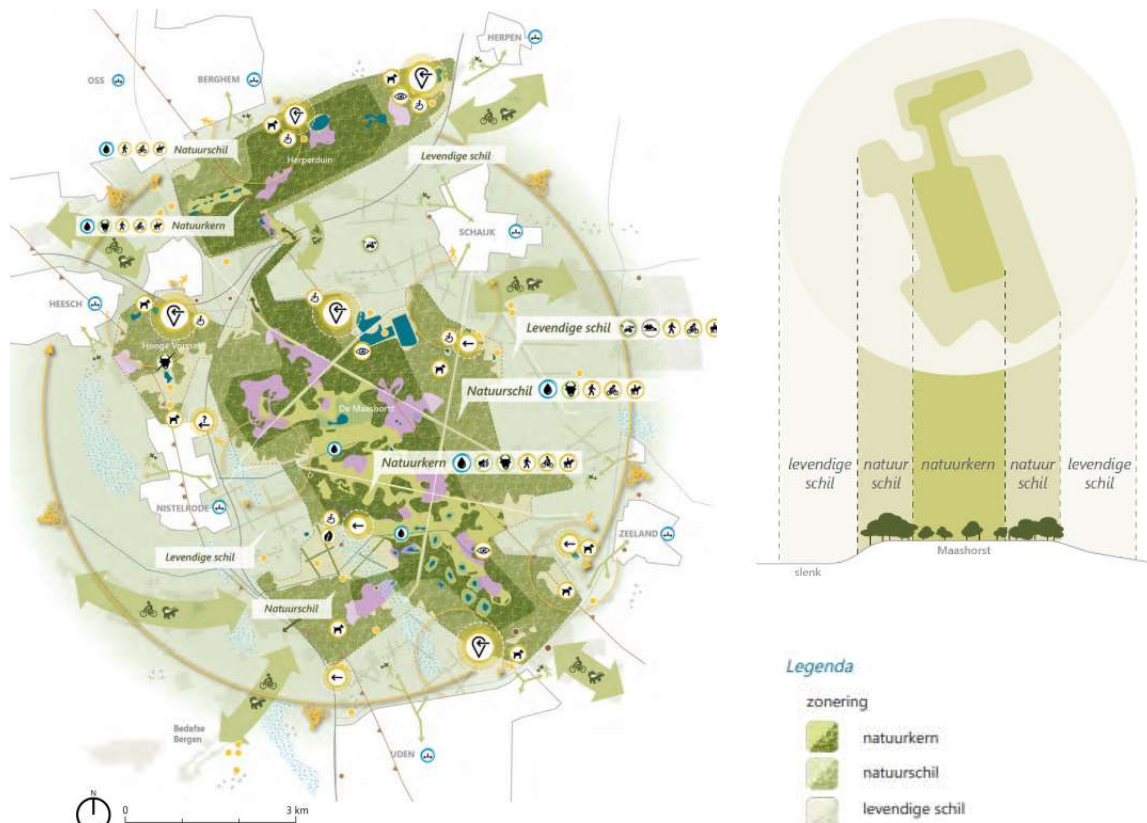 HERPEN
OSS
BERGHEM
Natuurschil
Herperduin
Levendige schil
Natuurkern
SCHAIJK
HEESCH
Levendige schil
Hooge Vorssel
Natuurschil
De Maashorst
Natuurkern
NISTELRODE
ZEELAND
Levendige schil
Natuurschil
Bedafse
Bergen
UDEN
N
0
3 km
levendige
schil
natuur
schil
natuurkern
natuur
schil
levendige
schil
Maashorst
slenk
Legenda
zonering
natuurkern
natuurschil
levendige schil